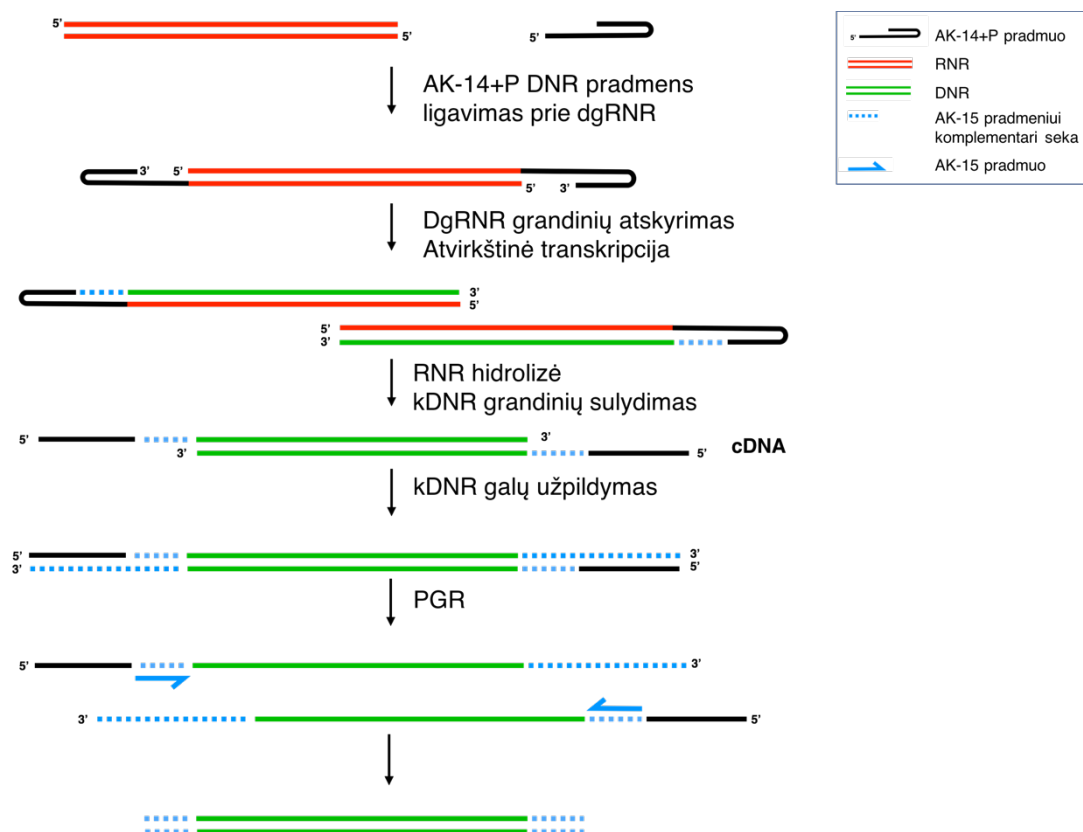 5’
5’
5’
AK-14+P DNR pradmens
ligavimas prie dgRNR
5’
AK-14+P pradmuo
RNR
DNR
AK-15 pradmeniui
komplementari seka
AK-15 pradmuo
3’
5’
5’
3’
DgRNR grandinių atskyrimas
Atvirkštinė transkripcija
3’
5’
5’
3’
RNR hidrolizė
kDNR grandinių sulydimas
5’
3’
3’
5’
cDNA
kDNR galų užpildymas
5’
3’
3’
5’
PGR
5’
3’
3’
5’